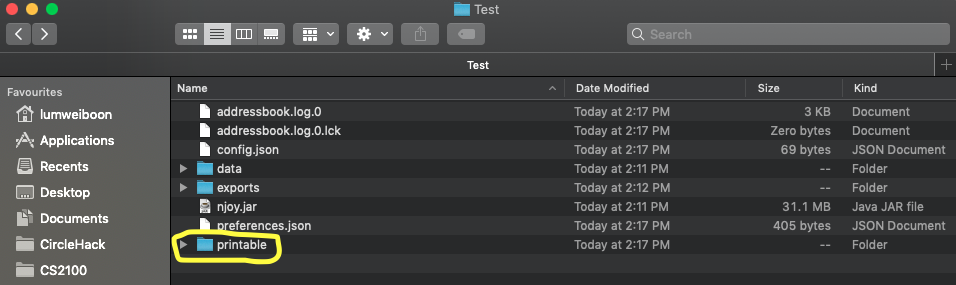 Test
Search
Test
Favourites
lumweiboon
Applications
Recents
Desktop
Documents
CircleHack
CS2100
Name Date Modified Size Kind
addressbook.log.0 Today at 2:17 PM 3 KB Document
addressbook.log.0.lck Today at 2:17 PM Zero bytes Document
config.json Today at 2:17 PM 69 bytes JSON Document
data Today at 2:11 PM -- Folder
exports Today at 2:12 PM -- Folder
njoy.jar Today at 2:11 PM 31.1 MB Java JAR file
preferences.json Today at 2:17 PM 405 bytes JSON Document
printable Today at 2:17 PM -- Folder